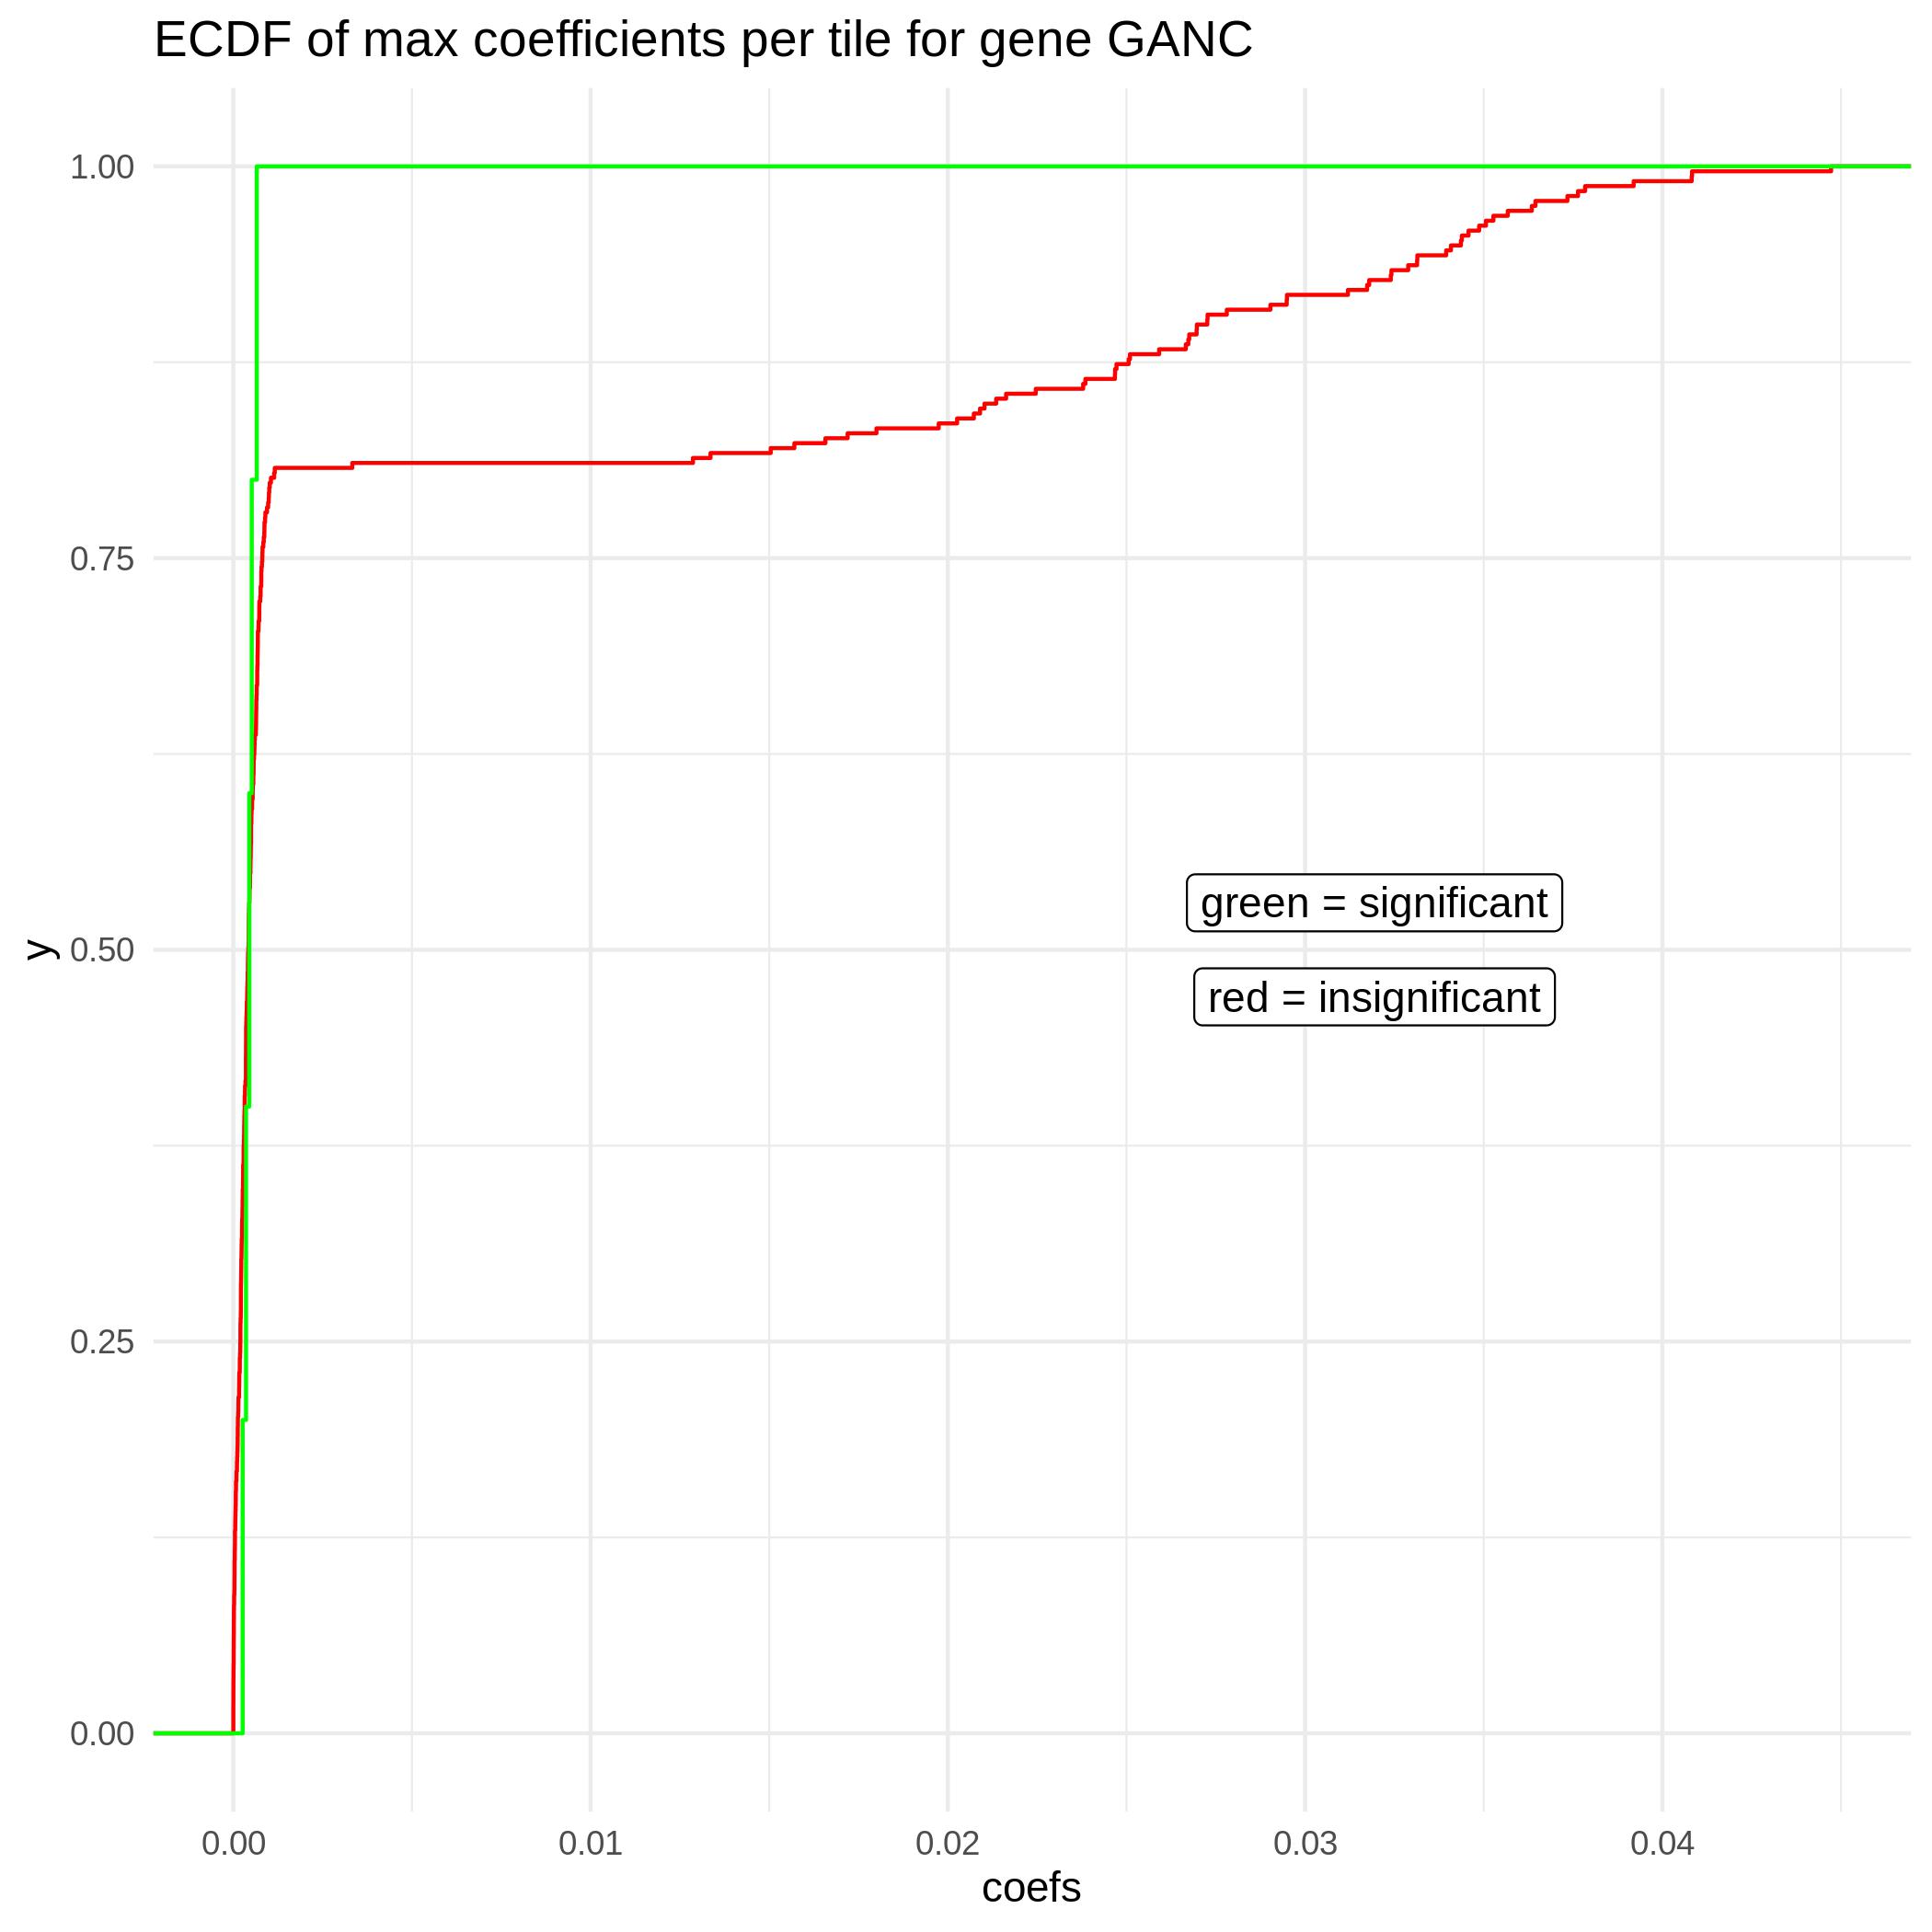 ECDF of max coefficients per tile for gene GANC
1.00
0.75
0.50
0.25
0.00
y
green = significant
red = insignificant
0.00 0.01 0.02 0.03 0.04
coefs